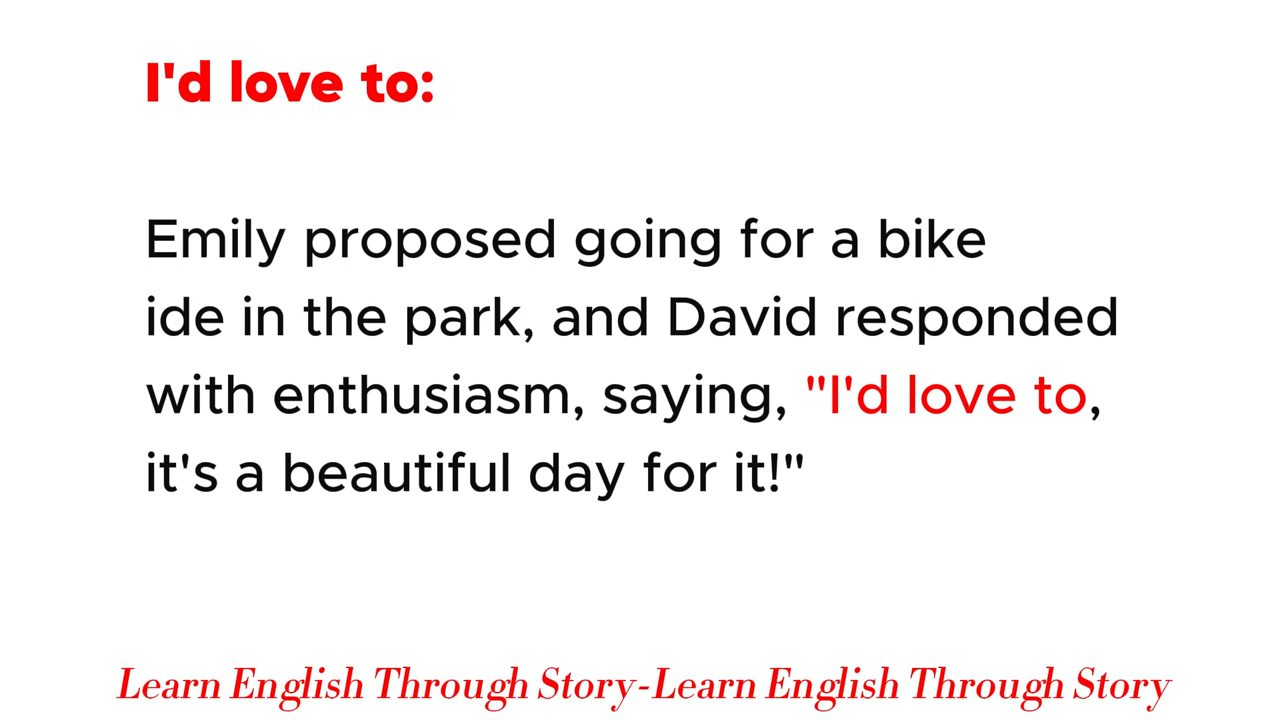 I'd love to:
Emily proposed going for a bike
ide in the park, and David responded
with enthusiasm, saying, "I'd love to,
it's a beautiful day for it!"
Learn English Through Story-Learn English Through Story